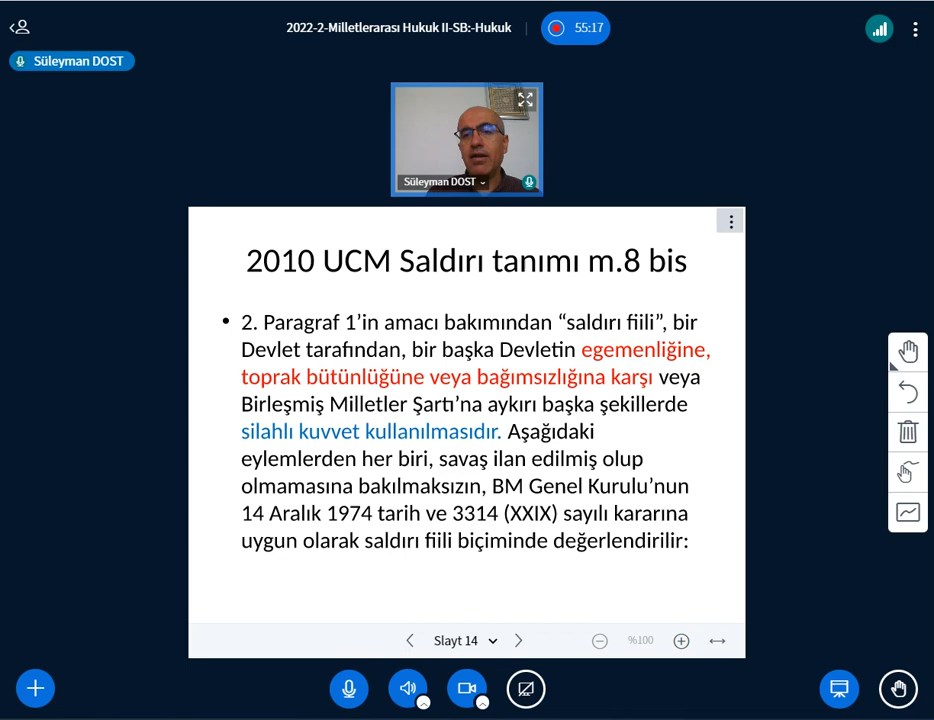 2022-2-Milletlerarası Hukuk II-SB:-Hukuk
55:17
Süleyman DOST
Süleyman DOST
2010 UCM Saldırı tanımı m.8 bis
• 2. Paragraf 1’in amacı bakımından “saldırı fiili”, bir
Devlet tarafından, bir başka Devletin egemenliğine,
toprak bütünlüğüne veya bağımsızlığına karşı veya
Birleşmiş Milletler Şartı’na aykırı başka şekillerde
silahlı kuvvet kullanılmasıdır. Aşağıdaki
eylemlerden her biri, savaş ilan edilmiş olup
olmamasına bakılmaksızın, BM Genel Kurulu’nun
14 Aralık 1974 tarih ve 3314 (XXIX) sayılı kararına
uygun olarak saldırı fiili biçiminde değerlendirilir:
Slayt 14
%100